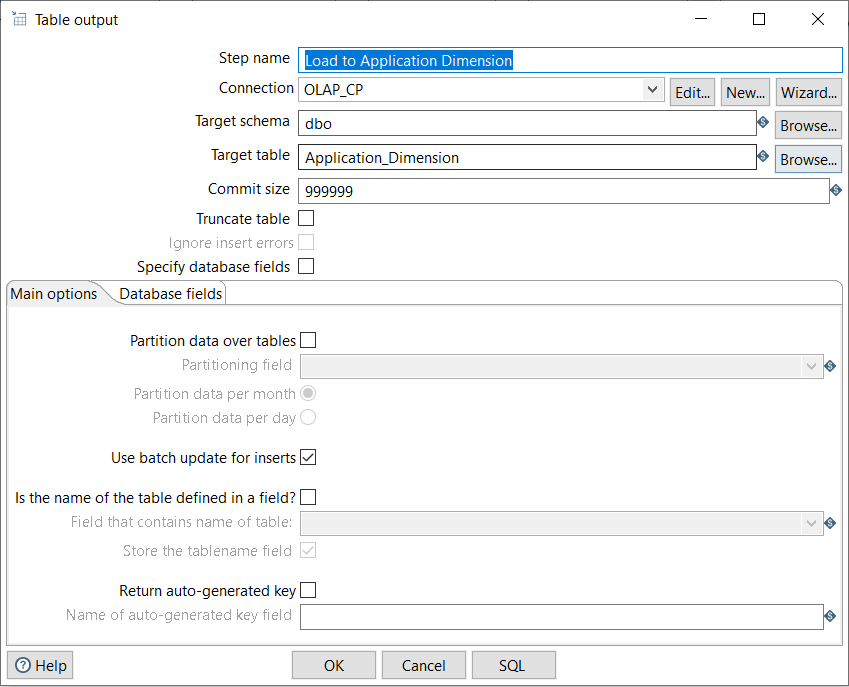 Table output
Step name Load to Application Dimension
Connection OLAP_CP Edit... New... Wizard...
Target schema dbo Browse...
Target table Application_Dimension Browse...
Commit size 999999
Truncate table
Ignore insert errors
Specify database fields
Main options Database fields
Partition data over tables
Partitioning field
Partition data per month
Partition data per day
Use batch update for inserts
Is the name of the table defined in a field?
Field that contains name of table:
Store the tablename field
Return auto-generated key
Name of auto-generated key field
Help OK Cancel SQL